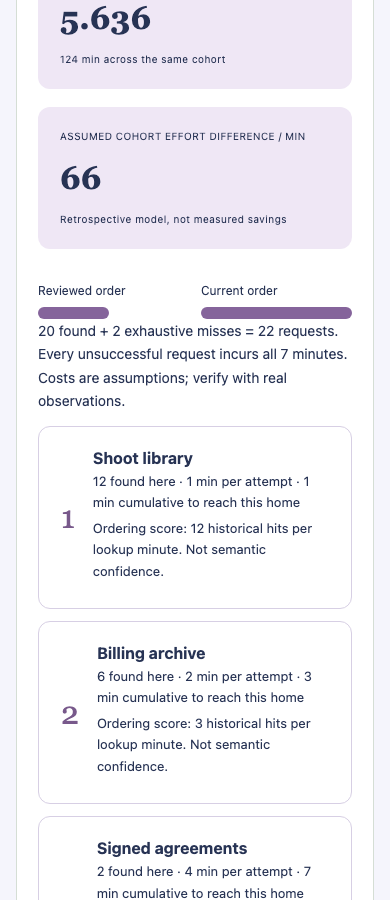 5.636
124 min across the same cohort
ASSUMED COHORT EFFORT DIFFERENCE / MIN
66
Retrospective model, not measured savings
Reviewed order
Current order
20 found + 2 exhaustive misses = 22 requests.
Every unsuccessful request incurs all 7 minutes.
Costs are assumptions; verify with real
observations.
1
Shoot library
12 found here · 1 min per attempt · 1
min cumulative to reach this home
Ordering score: 12 historical hits per
lookup minute. Not semantic
confidence.
2
Billing archive
6 found here · 2 min per attempt · 3
min cumulative to reach this home
Ordering score: 3 historical hits per
lookup minute. Not semantic
confidence.
Signed agreements
2 found here · 4 min per attempt · 7
min cumulative to reach this home